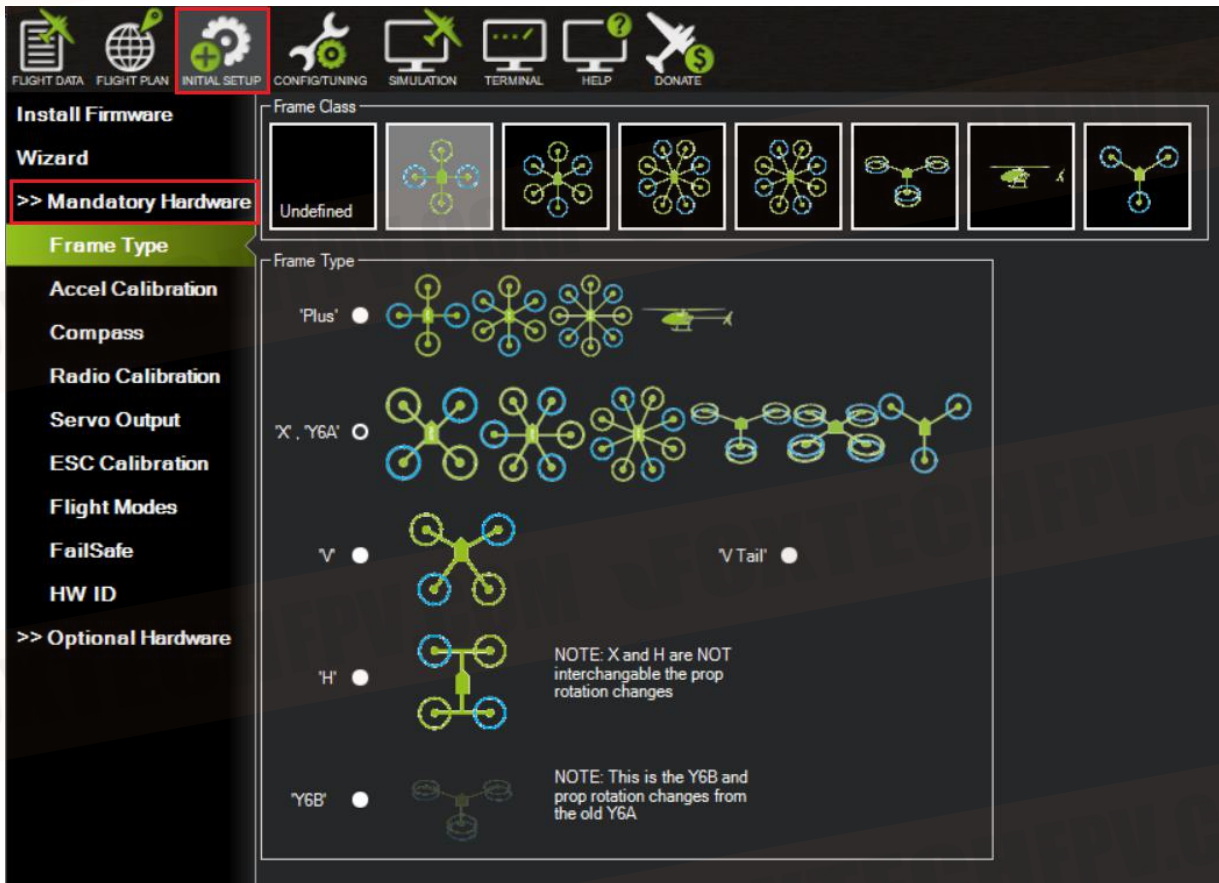 FLIGHT DATA
FLIGHT PLAN
INITIAL SETUP
CONFIG/TUNING
SIMULATION
TERMINAL
HELP
DONATE
Install Firmware
Wizard
>> Mandatory Hardware
Frame Type
Accel Calibration
Compass
Radio Calibration
Servo Output
ESC Calibration
Flight Modes
FailSafe
HW ID
>> Optional Hardware
Frame Class
Undefined
Frame Type
'Plus'
'X', 'Y6A'
'V'
'V Tail'
'H'
NOTE: X and H are NOT
interchangable the prop
rotation changes
'Y6B'
NOTE: This is the Y6B and
prop rotation changes from
the old Y6A
FOXTECHFPV.C